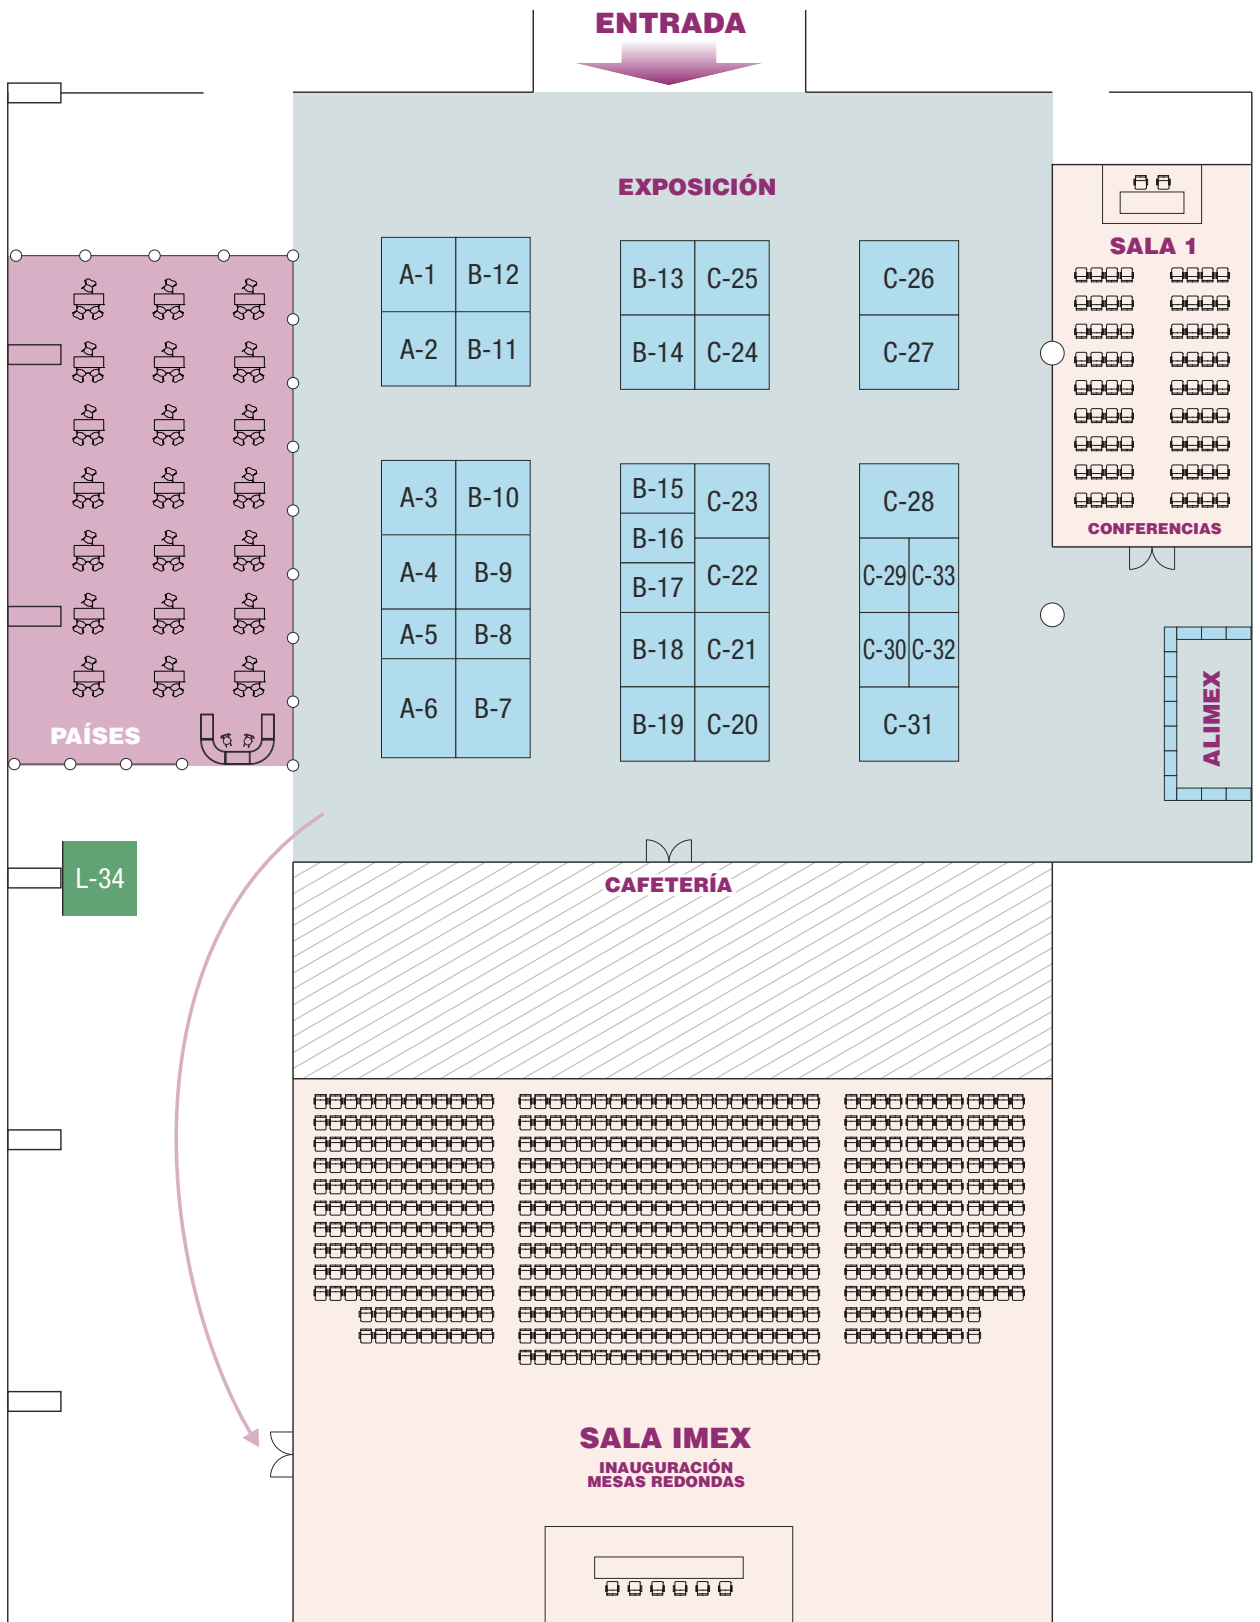 ENTRADA
EXPOSICIÓN
SALA 1
A-1 B-12 B-13 C-25 C-26
A-2 B-11 B-14 C-24 C-27
A-3 B-10 B-15 C-23 C-28
B-16
A-4 B-9 B-17 C-22 C-29 C-33
A-5 B-8 B-18 C-21 C-30 C-32
A-6 B-7 B-19 C-20 C-31
CONFERENCIAS
PAÍSES
ALIMEX
L-34
CAFETERÍA
SALA IMEX
INAUGURACIÓN
MESAS REDONDAS